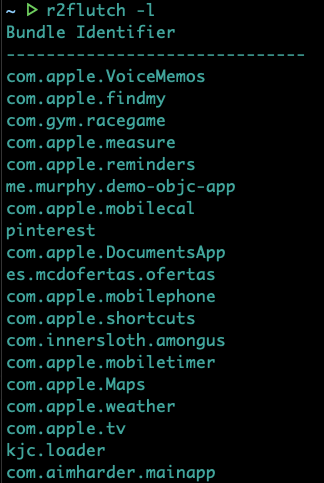 ~ ▷ r2flutch -l
Bundle Identifier
------------------------------
com.apple.VoiceMemos
com.apple.findmy
com.gym.racegame
com.apple.measure
com.apple.reminders
me.murphy.demo-objc-app
com.apple.mobilecal
pinterest
com.apple.DocumentsApp
es.mcdofertas.ofertas
com.apple.mobilephone
com.apple.shortcuts
com.innersloth.amongus
com.apple.mobiletimer
com.apple.Maps
com.apple.weather
com.apple.tv
kjc.loader
com.aimharder.mainapp